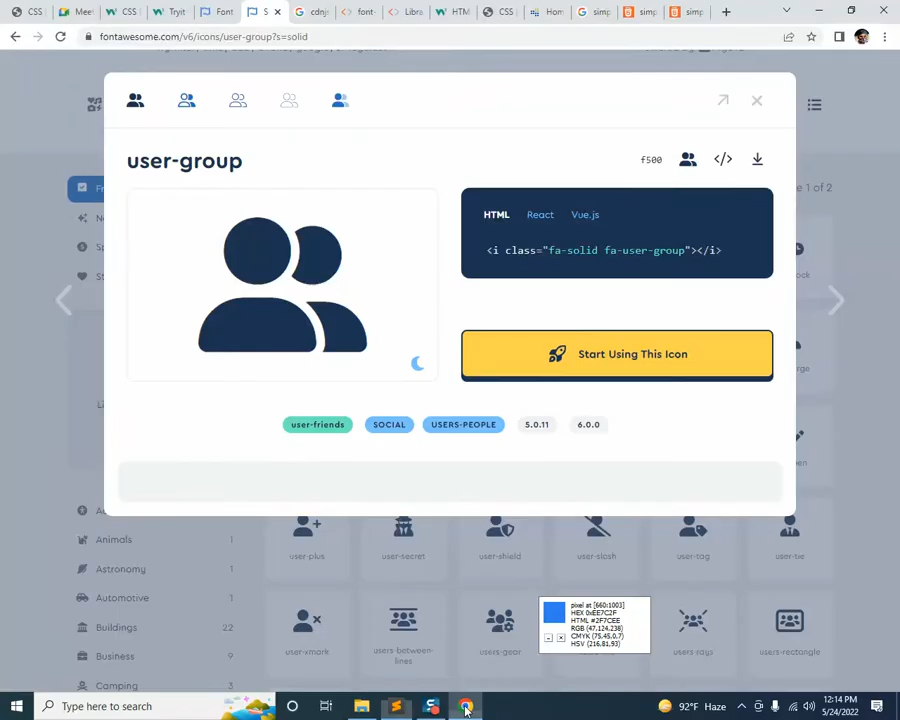 CSS
Meet
CSS
Tryit
Font
S
cdnjs
font-
Libra
HTM
CSS
Hom
simp
simp
simp
fontawesome.com/v6/icons/user-group?s=solid
user-group
f500
HTML React Vue.js
<i class="fa-solid fa-user-group"></i>
Start Using This Icon
user-friends SOCIAL USERS-PEOPLE 5.0.11 6.0.0
e 1 of 2
Animals 1
Astronomy
Automotive 1
Buildings 22
Business 9
Camping 3
user-plus user-secret user-shield user-slash user-tag user-tie
user-xmark users-between-lines users-gear users-rays users-rectangle
pixel at [660:1003]
HEX 0xEE7C2F
HTML #2F7CEE
RGB (47,124,238)
CMYK (75,45,0,7)
HSV (216,81,93)
Type here to search
92°F Haze
12:14 PM
5/24/2022